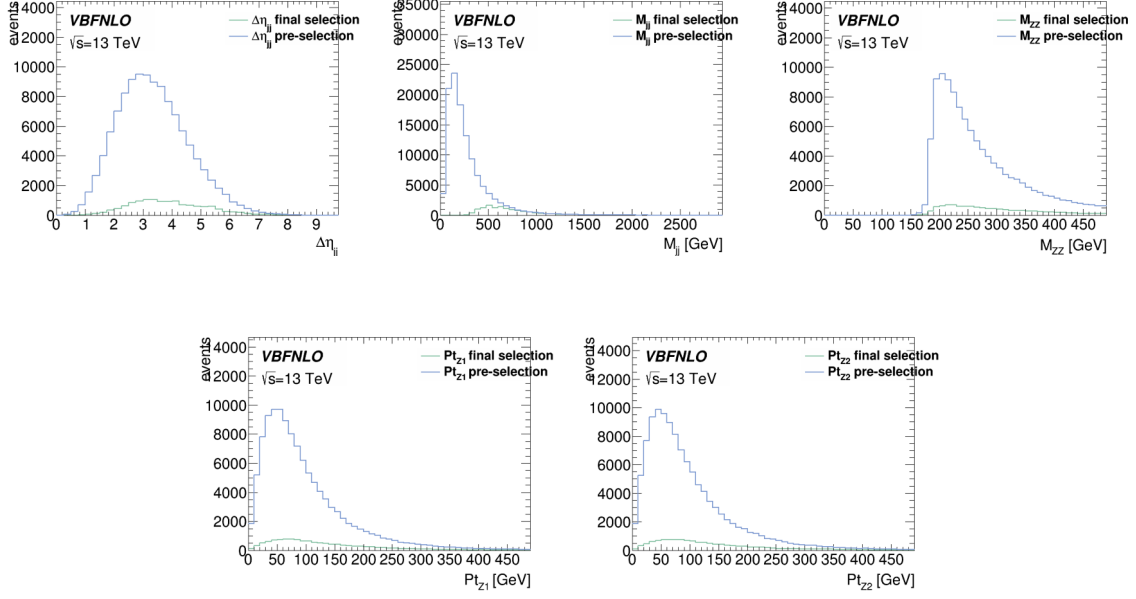 events
14000
12000
10000
8000
6000
4000
2000
0
VBFNLO
√s=13 TeV
Δη_jj final selection
Δη_jj pre-selection
0 1 2 3 4 5 6 7 8 9
Δη_jj
events
35000
30000
25000
20000
15000
10000
5000
0
VBFNLO
√s=13 TeV
M_jj final selection
M_jj pre-selection
0 500 1000 1500 2000 2500
M_jj [GeV]
events
14000
12000
10000
8000
6000
4000
2000
0
VBFNLO
√s=13 TeV
M_ZZ final selection
M_ZZ pre-selection
0 50 100 150 200 250 300 350 400 450
M_ZZ [GeV]
events
14000
12000
10000
8000
6000
4000
2000
0
VBFNLO
√s=13 TeV
Pt_Z1 final selection
Pt_Z1 pre-selection
0 50 100 150 200 250 300 350 400 450
Pt_Z1 [GeV]
events
14000
12000
10000
8000
6000
4000
2000
0
VBFNLO
√s=13 TeV
Pt_Z2 final selection
Pt_Z2 pre-selection
0 50 100 150 200 250 300 350 400 450
Pt_Z2 [GeV]